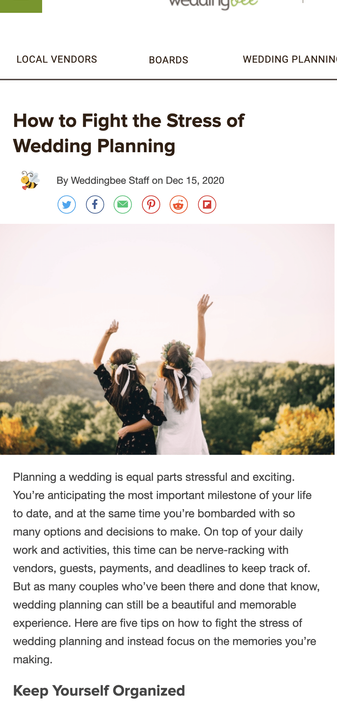 weddingbee
LOCAL VENDORS
BOARDS
WEDDING PLANNIN
How to Fight the Stress of
Wedding Planning
By Weddingbee Staff on Dec 15, 2020
Planning a wedding is equal parts stressful and exciting.
You're anticipating the most important milestone of your life
to date, and at the same time you're bombarded with so
many options and decisions to make. On top of your daily
work and activities, this time can be nerve-racking with
vendors, guests, payments, and deadlines to keep track of.
But as many couples who've been there and done that know,
wedding planning can still be a beautiful and memorable
experience. Here are five tips on how to fight the stress of
wedding planning and instead focus on the memories you're
making.
Keep Yourself Organized